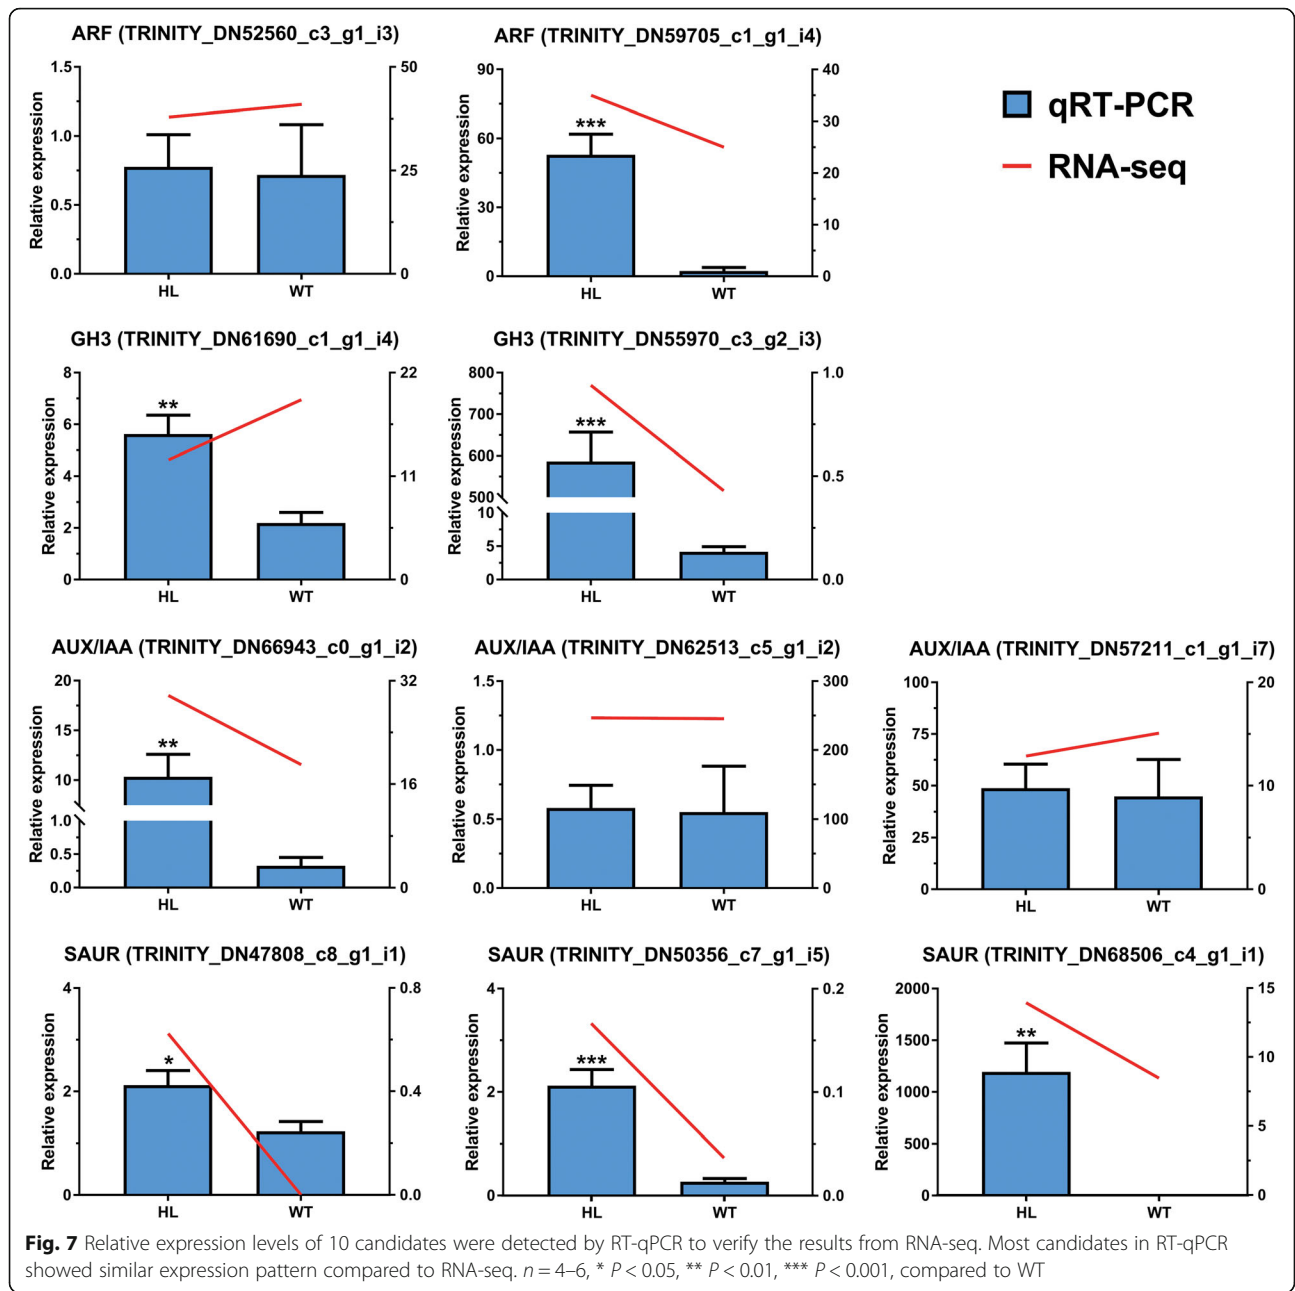 ARF (TRINITY_DN52560_c3_g1_i3)
Relative expression
1.5
1.0
0.5
0.0
50
25
0
HL WT
ARF (TRINITY_DN59705_c1_g1_i4)
Relative expression
90
60
30
0
***
40
30
20
10
0
HL WT
qRT-PCR
RNA-seq
GH3 (TRINITY_DN61690_c1_g1_i4)
Relative expression
8
6
4
2
0
**
22
11
0
HL WT
GH3 (TRINITY_DN55970_c3_g2_i3)
Relative expression
800
700
600
500
10
5
0
***
1.0
0.5
0.0
HL WT
AUX/IAA (TRINITY_DN66943_c0_g1_i2)
Relative expression
20
15
10
1.0
0.5
0.0
**
32
16
0
HL WT
AUX/IAA (TRINITY_DN62513_c5_g1_i2)
Relative expression
1.5
1.0
0.5
0.0
300
200
100
0
HL WT
AUX/IAA (TRINITY_DN57211_c1_g1_i7)
Relative expression
100
75
50
25
0
20
10
0
HL WT
SAUR (TRINITY_DN47808_c8_g1_i1)
Relative expression
4
2
0
*
0.8
0.4
0.0
HL WT
SAUR (TRINITY_DN50356_c7_g1_i5)
Relative expression
4
2
0
***
0.2
0.1
0.0
HL WT
SAUR (TRINITY_DN68506_c4_g1_i1)
Relative expression
2000
1500
1000
500
0
**
15
10
5
0
HL WT
Fig. 7 Relative expression levels of 10 candidates were detected by RT-qPCR to verify the results from RNA-seq. Most candidates in RT-qPCR
showed similar expression pattern compared to RNA-seq. n = 4–6, * P < 0.05, ** P < 0.01, *** P < 0.001, compared to WT